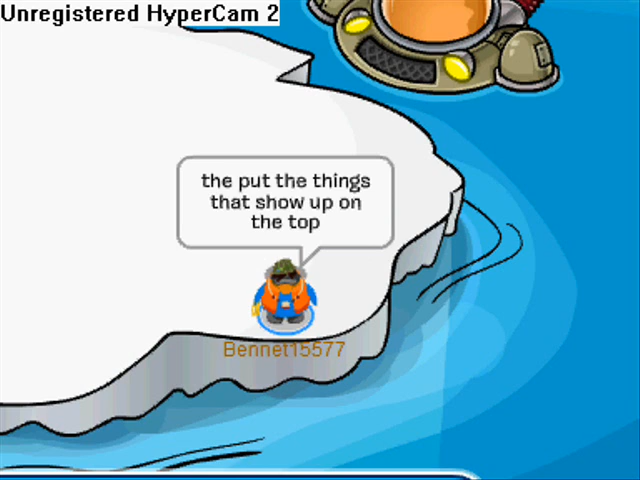 Unregistered HyperCam 2
the put the things
that show up on
the top
Bennet15577